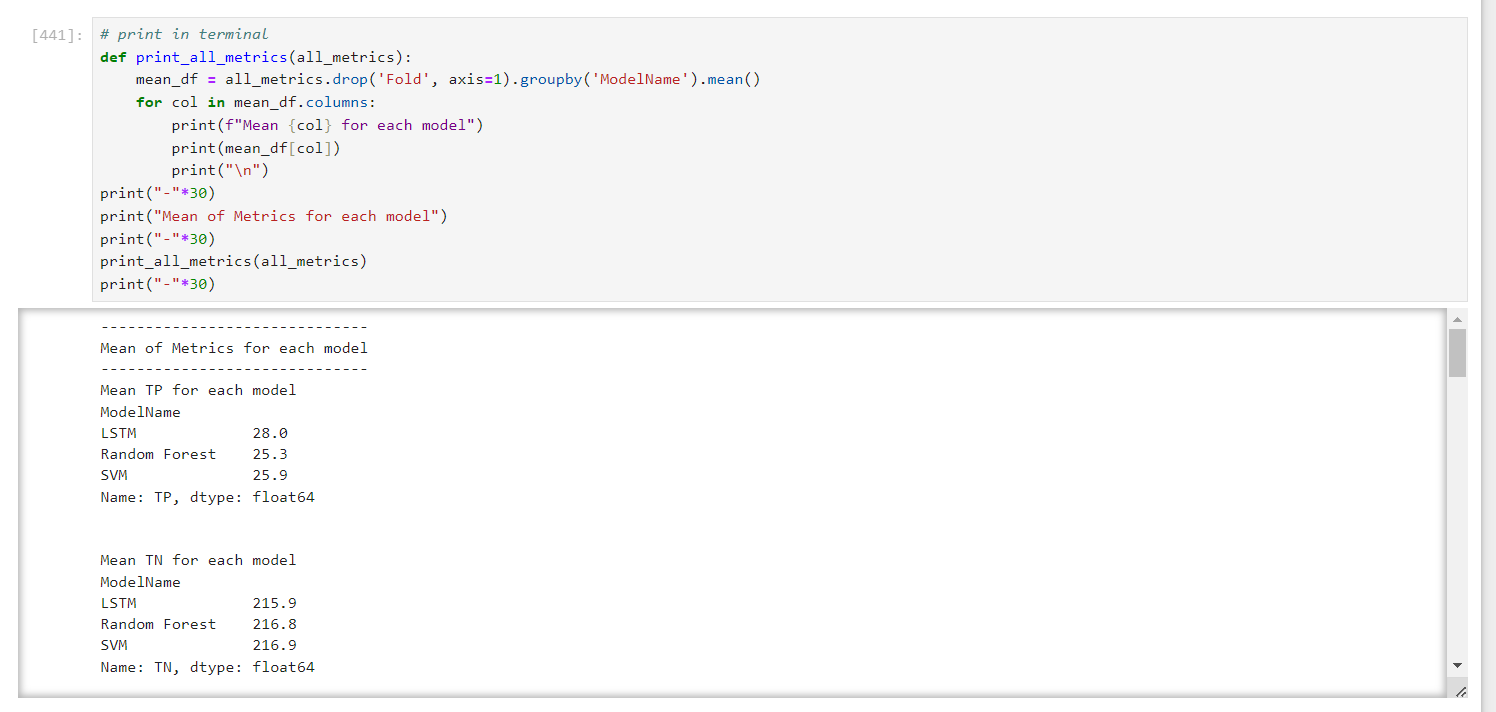 [441]:
# print in terminal
def print_all_metrics(all_metrics):
    mean_df = all_metrics.drop('Fold', axis=1).groupby('ModelName').mean()
    for col in mean_df.columns:
        print(f"Mean {col} for each model")
        print(mean_df[col])
        print("\n")
print("-"*30)
print("Mean of Metrics for each model")
print("-"*30)
print_all_metrics(all_metrics)
print("-"*30)
------------------------------
Mean of Metrics for each model
------------------------------
Mean TP for each model
ModelName
LSTM             28.0
Random Forest    25.3
SVM              25.9
Name: TP, dtype: float64
Mean TN for each model
ModelName
LSTM             215.9
Random Forest    216.8
SVM              216.9
Name: TN, dtype: float64